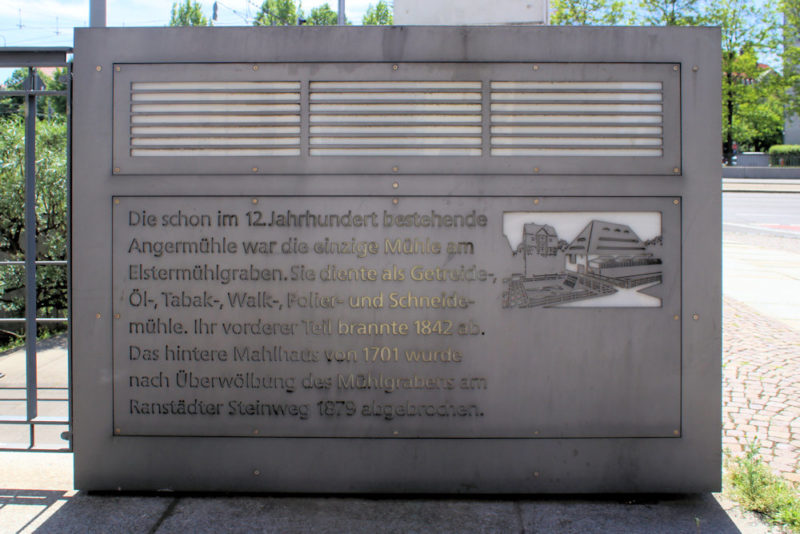 Die schon im 12. Jahrhundert bestehende
Angermühle war die einzige Mühle am
Elstermühlgraben. Sie diente als Getreide-,
Öl-, Tabak-, Walk-, Polier- und Schneide-
mühle. Ihr vorderer Teil brannte 1842 ab.
Das hintere Mahlhaus von 1701 wurde
nach Überwölbung des Mühlgrabens am
Ranstädter Steinweg 1879 abgebrochen.